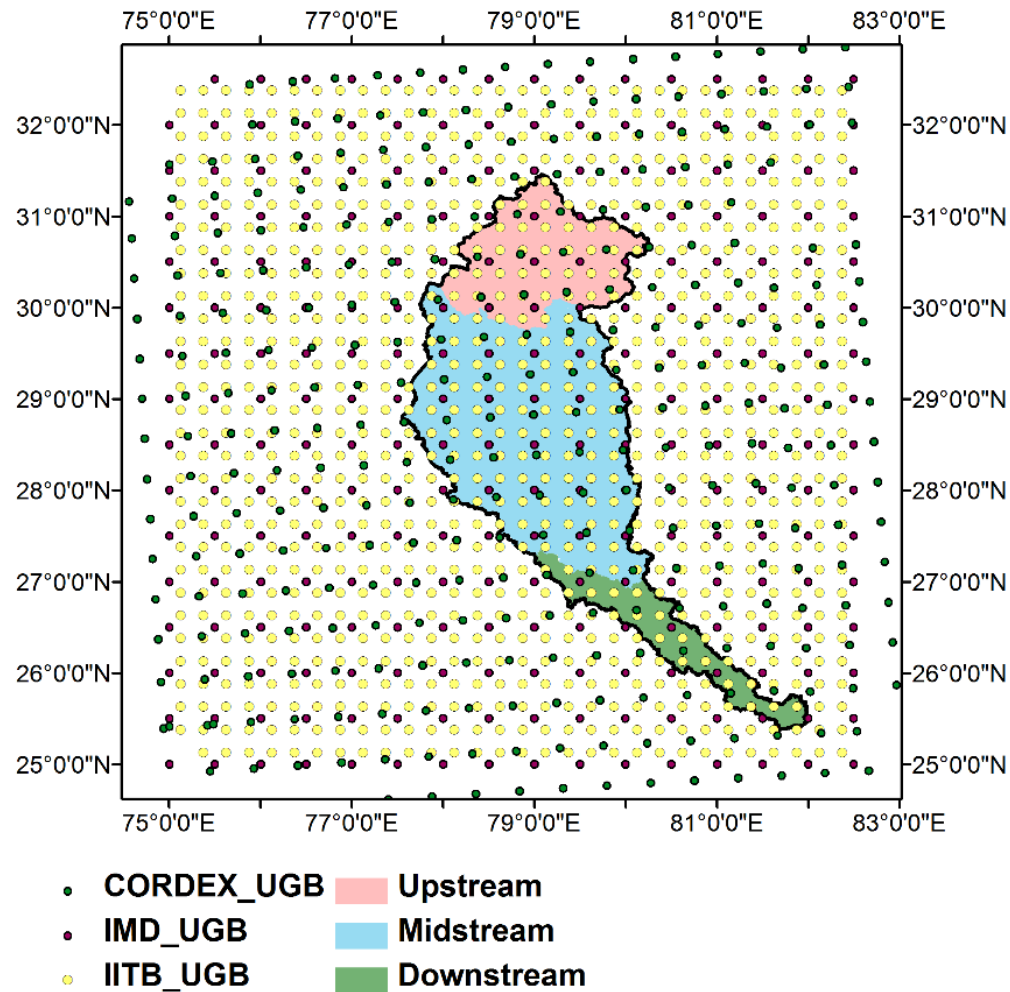 75°0'0"E 77°0'0"E 79°0'0"E 81°0'0"E 83°0'0"E
32°0'0"N 32°0'0"N
31°0'0"N 31°0'0"N
30°0'0"N 30°0'0"N
29°0'0"N 29°0'0"N
28°0'0"N 28°0'0"N
27°0'0"N 27°0'0"N
26°0'0"N 26°0'0"N
25°0'0"N 25°0'0"N
75°0'0"E 77°0'0"E 79°0'0"E 81°0'0"E 83°0'0"E
CORDEX_UGB Upstream
IMD_UGB Midstream
IITB_UGB Downstream